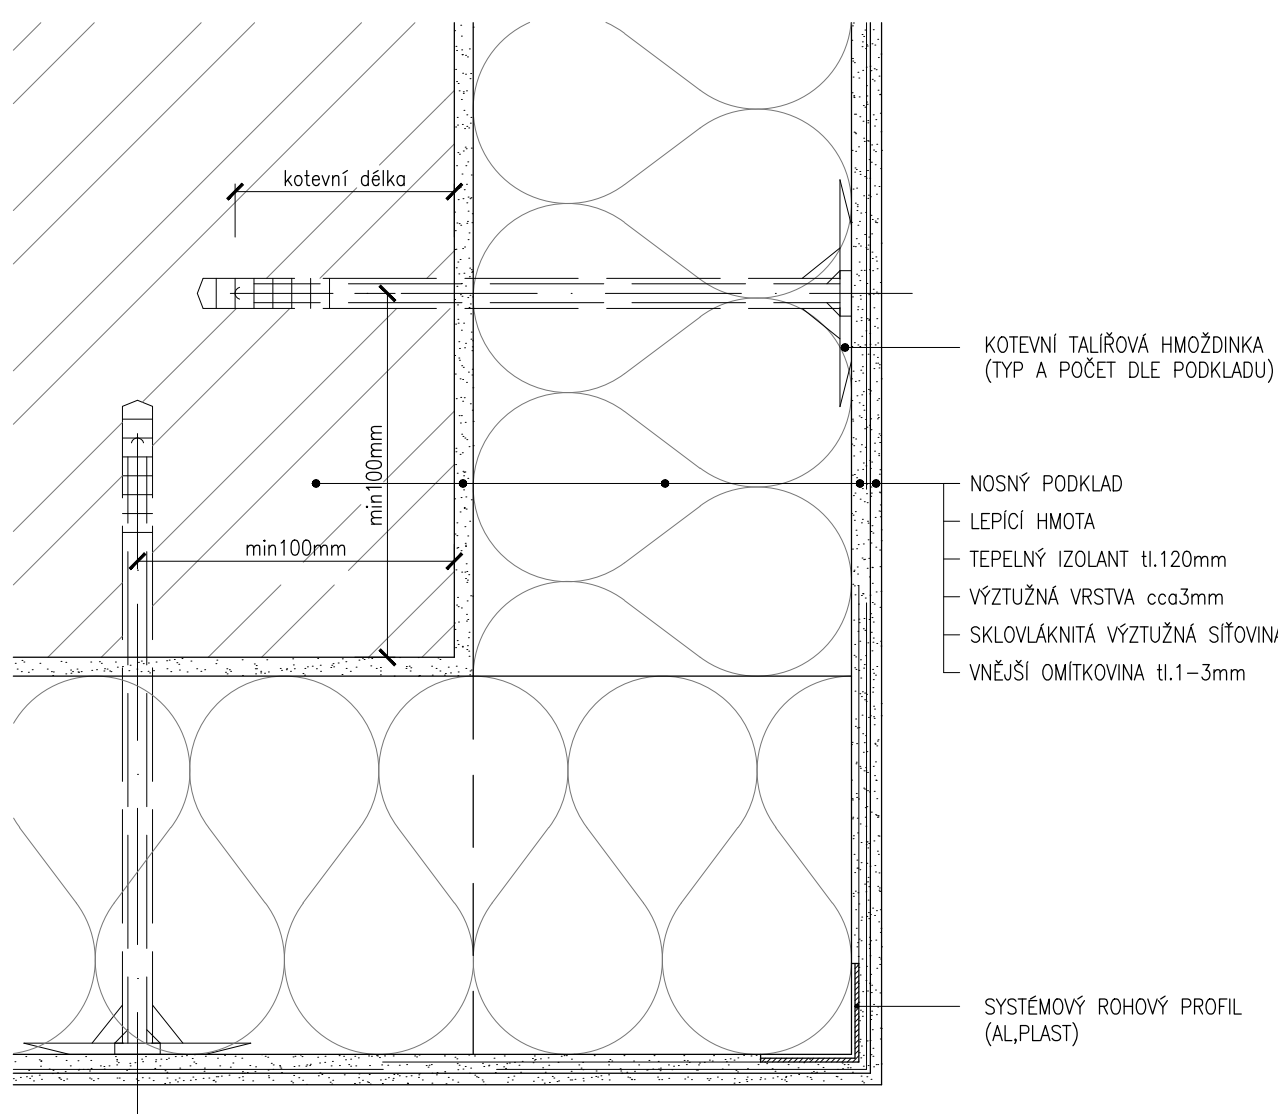 kotevní délka
KOTEVNÍ TALÍŘOVÁ HMOŽDINKA
(TYP A POČET DLE PODKLADU)
min100mm
min100mm
NOSNÝ PODKLAD
LEPÍCÍ HMOTA
TEPELNÝ IZOLANT tl.120mm
VÝZTUŽNÁ VRSTVA cca3mm
SKLOVLÁKNITÁ VÝZTUŽNÁ SÍŤOVINA
VNĚJŠÍ OMÍTKOVINA tl.1-3mm
SYSTÉMOVÝ ROHOVÝ PROFIL
(AL,PLAST)